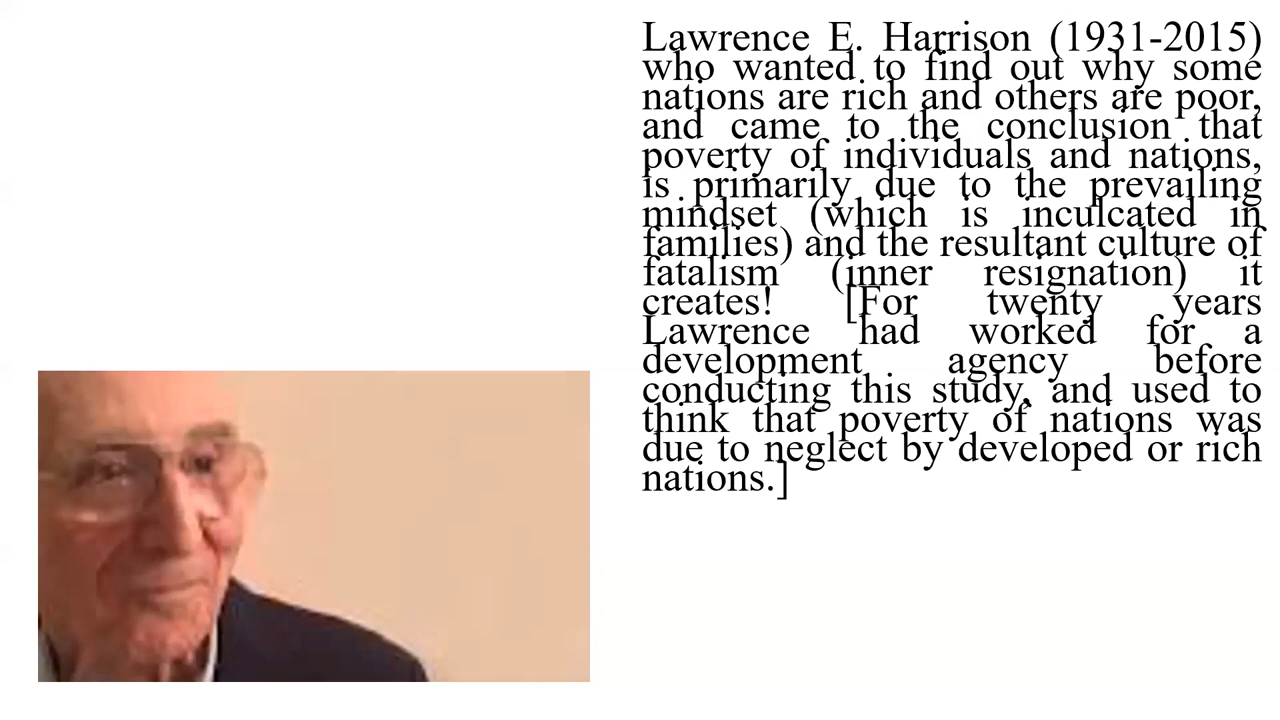 Lawrence E. Harrison (1931-2015)
who wanted to find out why some
nations are rich and others are poor,
and came to the conclusion that
poverty of individuals and nations,
is primarily due to the prevailing
mindset (which is inculcated in
families) and the resultant culture of
fatalism (inner resignation) it
creates! [For twenty years
Lawrence had worked for a
development agency before
conducting this study, and used to
think that poverty of nations was
due to neglect by developed or rich
nations.]